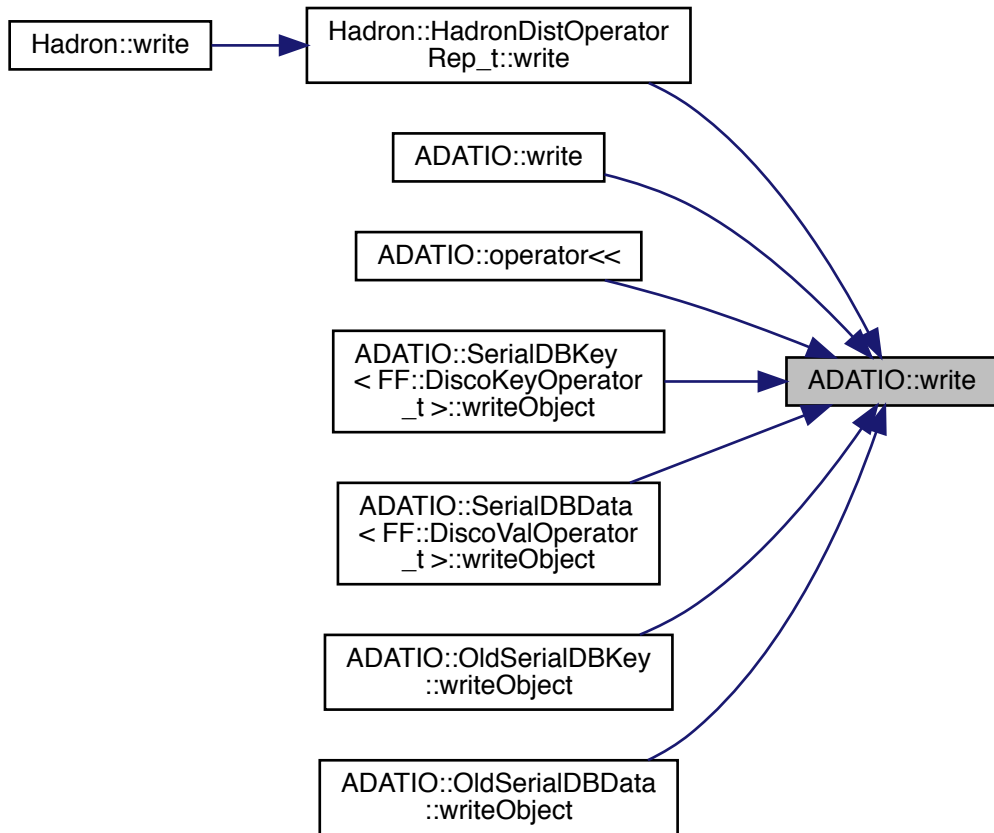 Hadron::write
Hadron::HadronDistOperator
Rep_t::write
ADATIO::write
ADATIO::operator<<
ADATIO::SerialDBKey
< FF::DiscoKeyOperator
_t >::writeObject
ADATIO::write
ADATIO::SerialDBData
< FF::DiscoValOperator
_t >::writeObject
ADATIO::OldSerialDBKey
::writeObject
ADATIO::OldSerialDBData
::writeObject